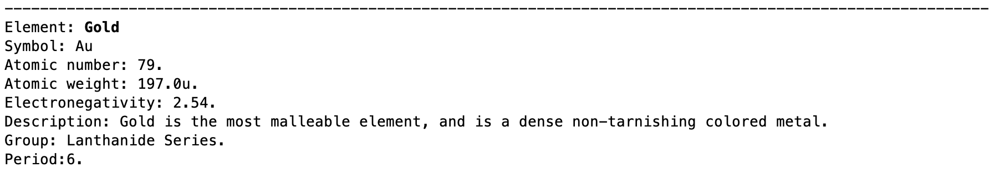 Element: Gold
Symbol: Au
Atomic number: 79.
Atomic weight: 197.0u.
Electronegativity: 2.54.
Description: Gold is the most malleable element, and is a dense non-tarnishing colored metal.
Group: Lanthanide Series.
Period:6.